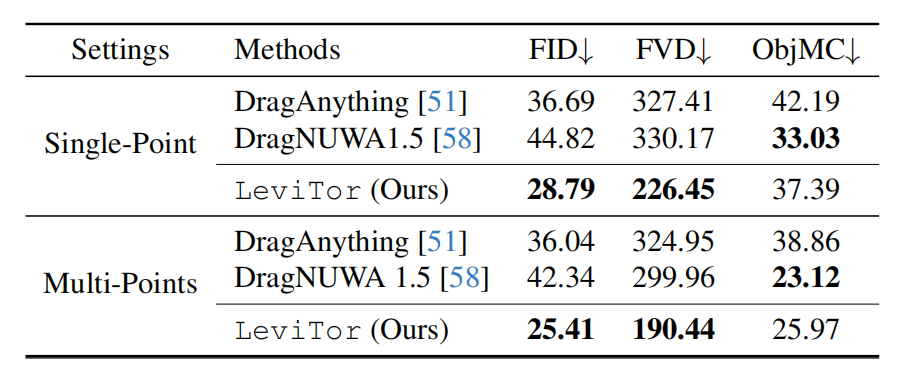 Settings Methods FID↓ FVD↓ ObjMC↓
DragAnything [51] 36.69 327.41 42.19
Single-Point DragNUWA1.5 [58] 44.82 330.17 33.03
LeviTor (Ours) 28.79 226.45 37.39
DragAnything [51] 36.04 324.95 38.86
Multi-Points DragNUWA 1.5 [58] 42.34 299.96 23.12
LeviTor (Ours) 25.41 190.44 25.97